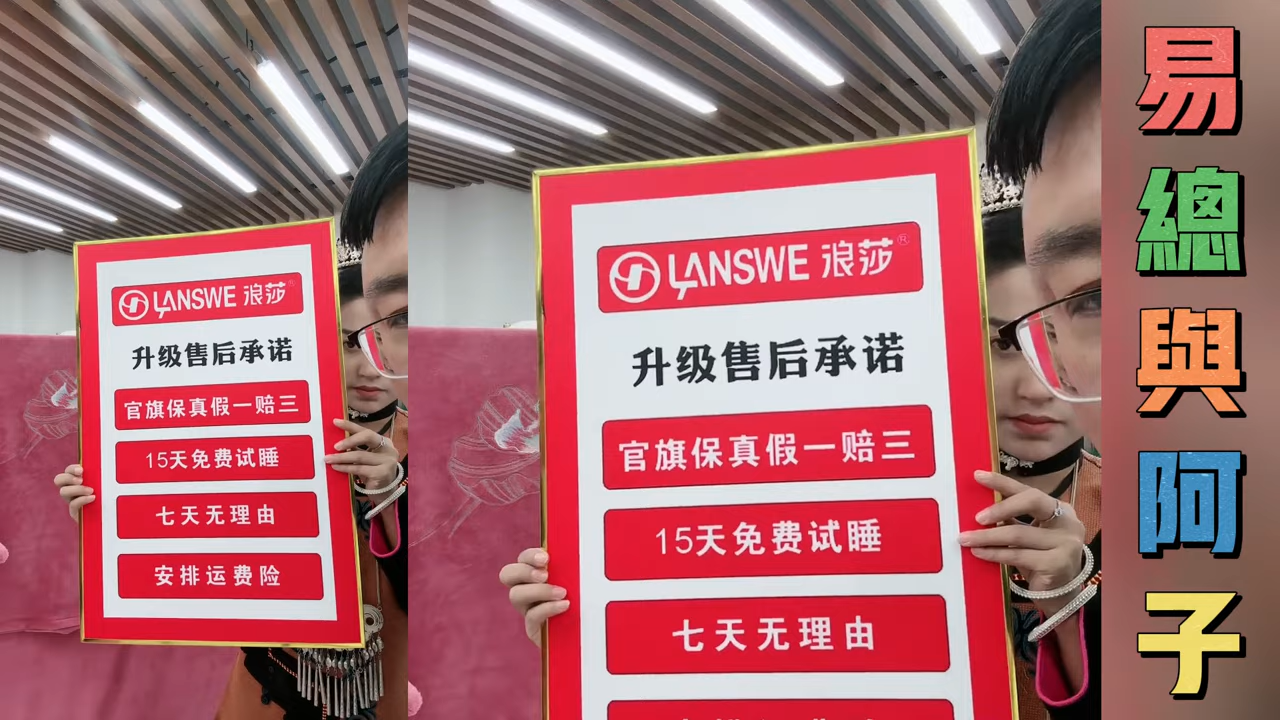 LANSWE 浪莎®
升级售后承诺
官旗保真假一赔三
15天免费试睡
七天无理由
安排运费险
LANSWE 浪莎®
升级售后承诺
官旗保真假一赔三
15天免费试睡
七天无理由
易總與阿子